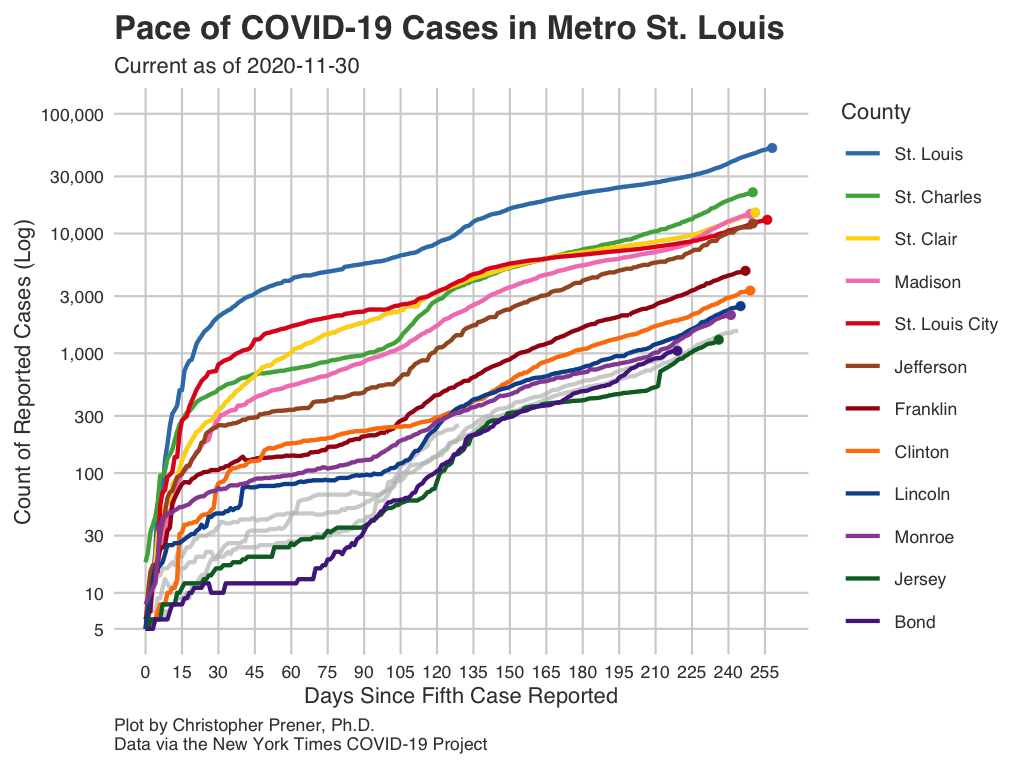 Pace of COVID-19 Cases in Metro St. Louis
Current as of 2020-11-30
Count of Reported Cases (Log)
100,000
30,000
10,000
3,000
1,000
300
100
30
10
5
0 15 30 45 60 75 90 105 120 135 150 165 180 195 210 225 240 255
Days Since Fifth Case Reported
County
St. Louis
St. Charles
St. Clair
Madison
St. Louis City
Jefferson
Franklin
Clinton
Lincoln
Monroe
Jersey
Bond
Plot by Christopher Prener, Ph.D.
Data via the New York Times COVID-19 Project